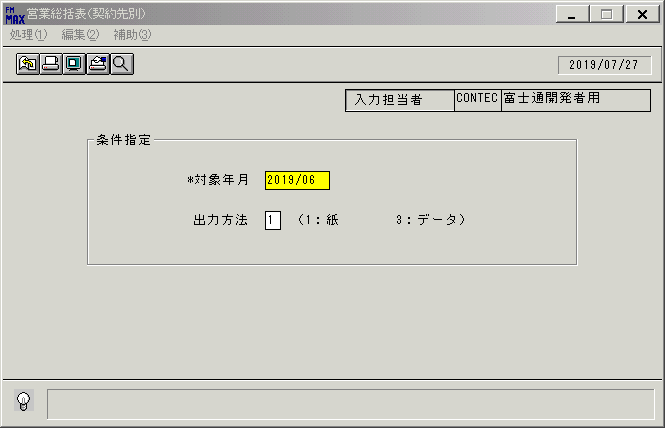 FM MAX 営業総括表(契約先別)
処理(1) 編集(2) 補助(3)
2019/07/27
入力担当者 CONTEC 富士通開発者用
条件指定
*対象年月 2019/06
出力方法 1 (1:紙 3:データ)